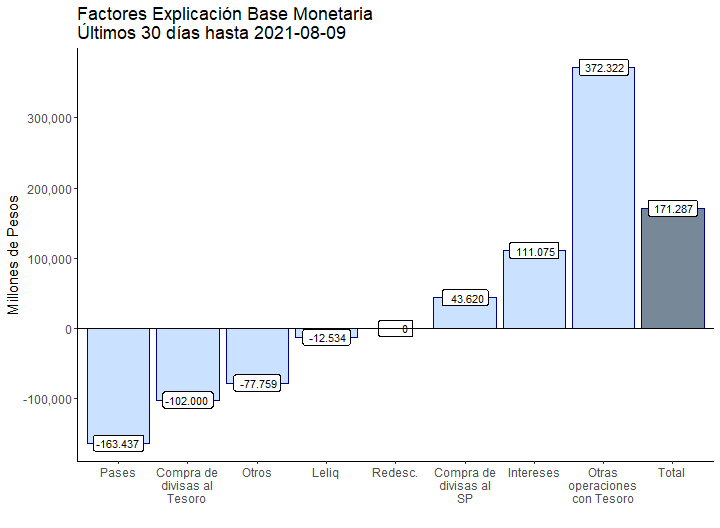 Factores Explicación Base Monetaria
Últimos 30 días hasta 2021-08-09
Millones de Pesos
300,000
200,000
100,000
0
-100,000
-163.437
-102.000
-77.759
-12.534
0
43.620
111.075
372.322
171.287
Pases
Compra de
divisas al
Tesoro
Otros
Leliq
Redesc.
Compra de
divisas al
SP
Intereses
Otras
operaciones
con Tesoro
Total